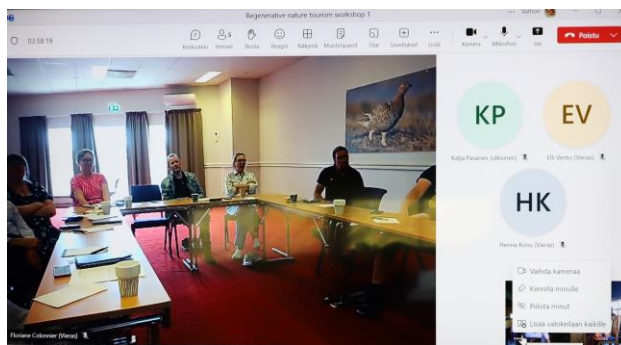 Regenerative nature tourism workshop 1
03:58:19
5
Keskustelu Ihmiset Nosta Reagoi Näkymä Muistiinpanot Tilat Sovellukset Lisää Kamera Mikrofoni Jaa Poistu
KP
EV
Katja Pasanen (ulkoinen)
Elli Vento (Vieras)
HK
Henna Konu (Vieras)
Vaihda kameraa
Kiinnitä minulle
Piilota minut
Lisää valokeilaan kaikille
Floriane Colonnier (Vieras)